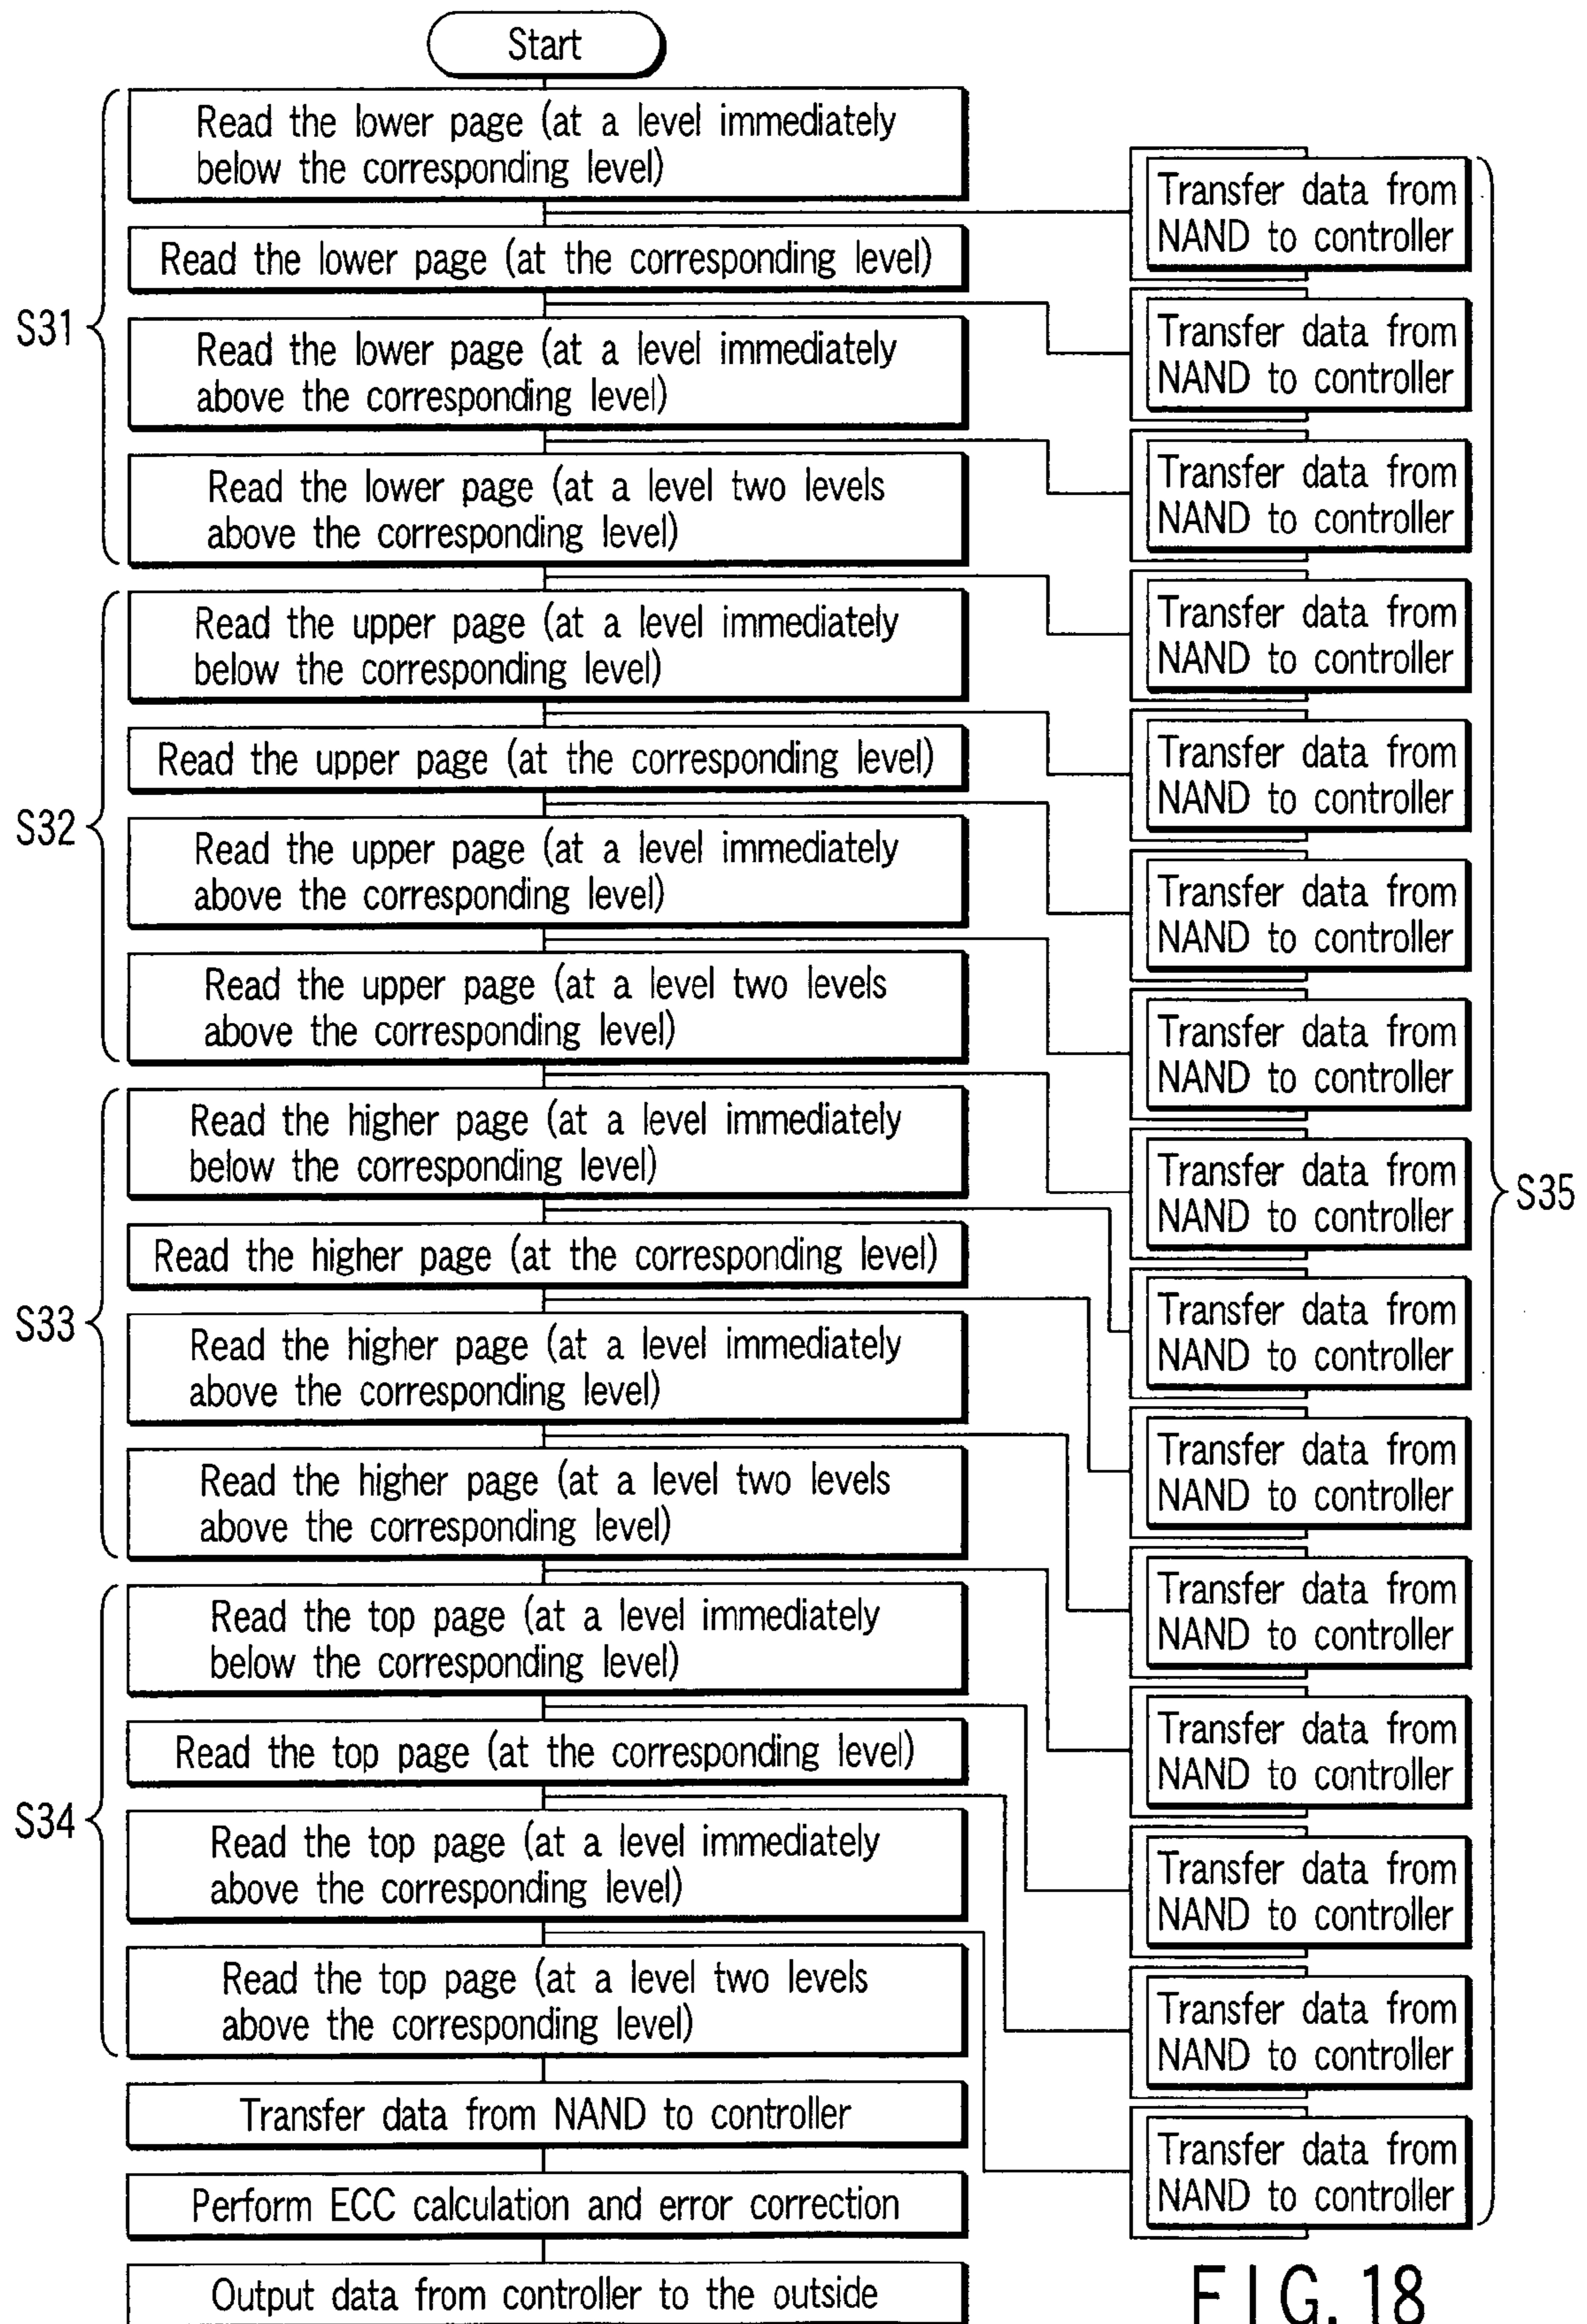 Start
Read the lower page (at a level immediately
below the corresponding level)
Read the lower page (at the corresponding level)
S31
Read the lower page (at a level immediately
above the corresponding level)
Read the lower page (at a level two levels
above the corresponding level)
Read the upper page (at a level immediately
below the corresponding level)
Read the upper page (at the corresponding level)
S32
Read the upper page (at a level immediately
above the corresponding level)
Read the upper page (at a level two levels
above the corresponding level)
Read the higher page (at a level immediately
below the corresponding level)
Read the higher page (at the corresponding level)
S33
Read the higher page (at a level immediately
above the corresponding level)
Read the higher page (at a level two levels
above the corresponding level)
Read the top page (at a level immediately
below the corresponding level)
Read the top page (at the corresponding level)
S34
Read the top page (at a level immediately
above the corresponding level)
Read the top page (at a level two levels
above the corresponding level)
Transfer data from NAND to controller
Perform ECC calculation and error correction
Output data from controller to the outside
Transfer data from
NAND to controller
Transfer data from
NAND to controller
Transfer data from
NAND to controller
Transfer data from
NAND to controller
Transfer data from
NAND to controller
Transfer data from
NAND to controller
Transfer data from
NAND to controller
Transfer data from
NAND to controller
S35
Transfer data from
NAND to controller
Transfer data from
NAND to controller
Transfer data from
NAND to controller
Transfer data from
NAND to controller
Transfer data from
NAND to controller
Transfer data from
NAND to controller
Transfer data from
NAND to controller
FIG. 18